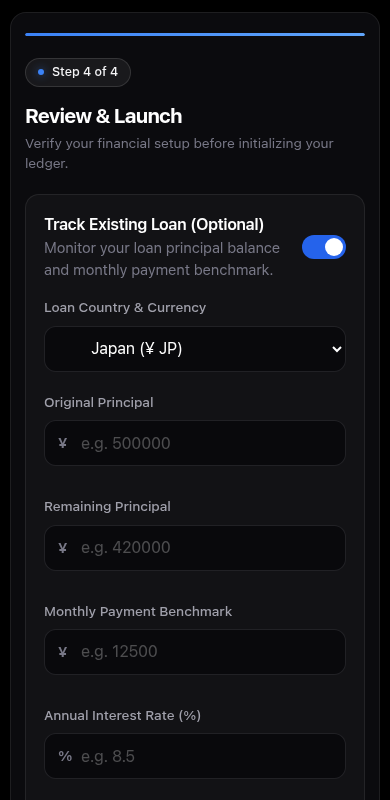 Step 4 of 4
Review & Launch
Verify your financial setup before initializing your
ledger.
Track Existing Loan (Optional)
Monitor your loan principal balance
and monthly payment benchmark.
Loan Country & Currency
Japan (¥ JP)
Original Principal
¥ e.g. 500000
Remaining Principal
¥ e.g. 420000
Monthly Payment Benchmark
¥ e.g. 12500
Annual Interest Rate (%)
% e.g. 8.5